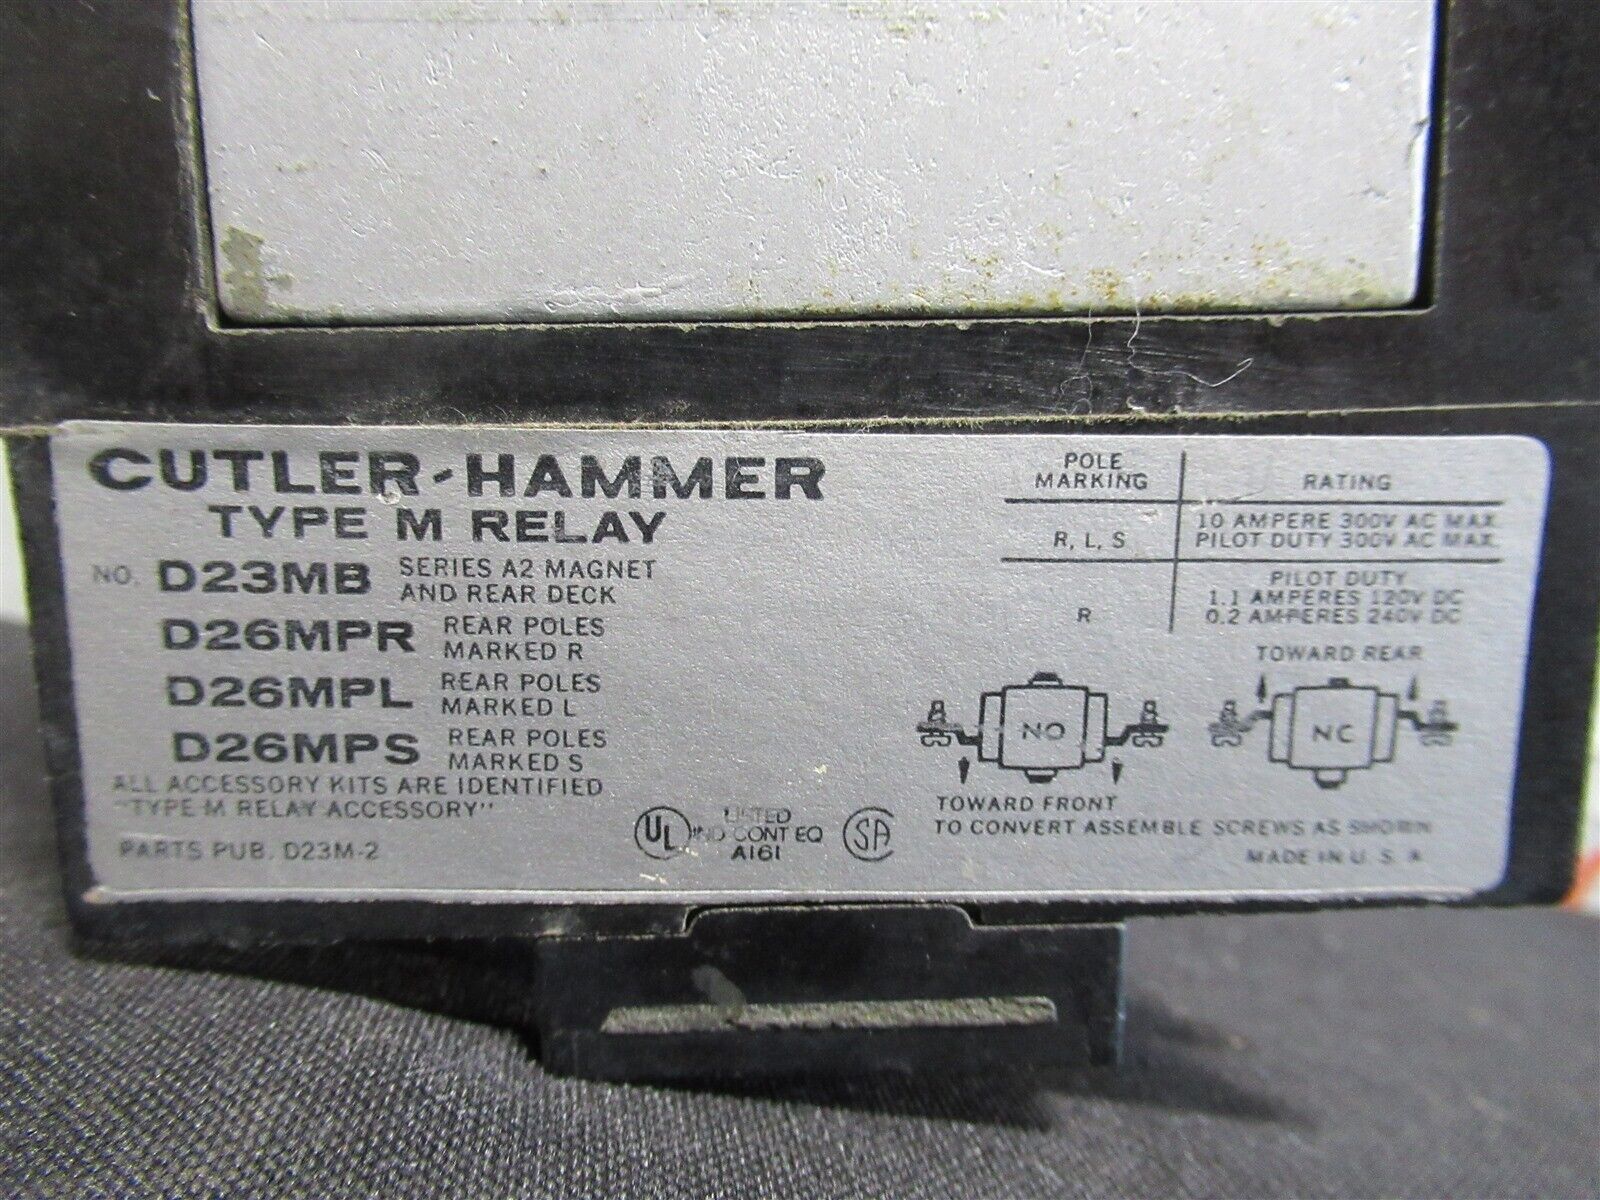 CUTLER-HAMMER
TYPE M RELAY
NO. D23MB SERIES A2 MAGNET
AND REAR DECK
D26MPR REAR POLES
MARKED R
D26MPL REAR POLES
MARKED L
D26MPS REAR POLES
MARKED S
ALL ACCESSORY KITS ARE IDENTIFIED
"TYPE M RELAY ACCESSORY"
PARTS PUB. D23M-2
UL LISTED
IND CONT EQ
A161
SA
POLE
MARKING
RATING
R, L, S
10 AMPERE 300V AC MAX.
PILOT DUTY 300V AC MAX.
R
PILOT DUTY
1.1 AMPERES 120V DC
0.2 AMPERES 240V DC
TOWARD REAR
NO
NC
TOWARD FRONT
TO CONVERT ASSEMBLE SCREWS AS SHOWN
MADE IN U. S. A.